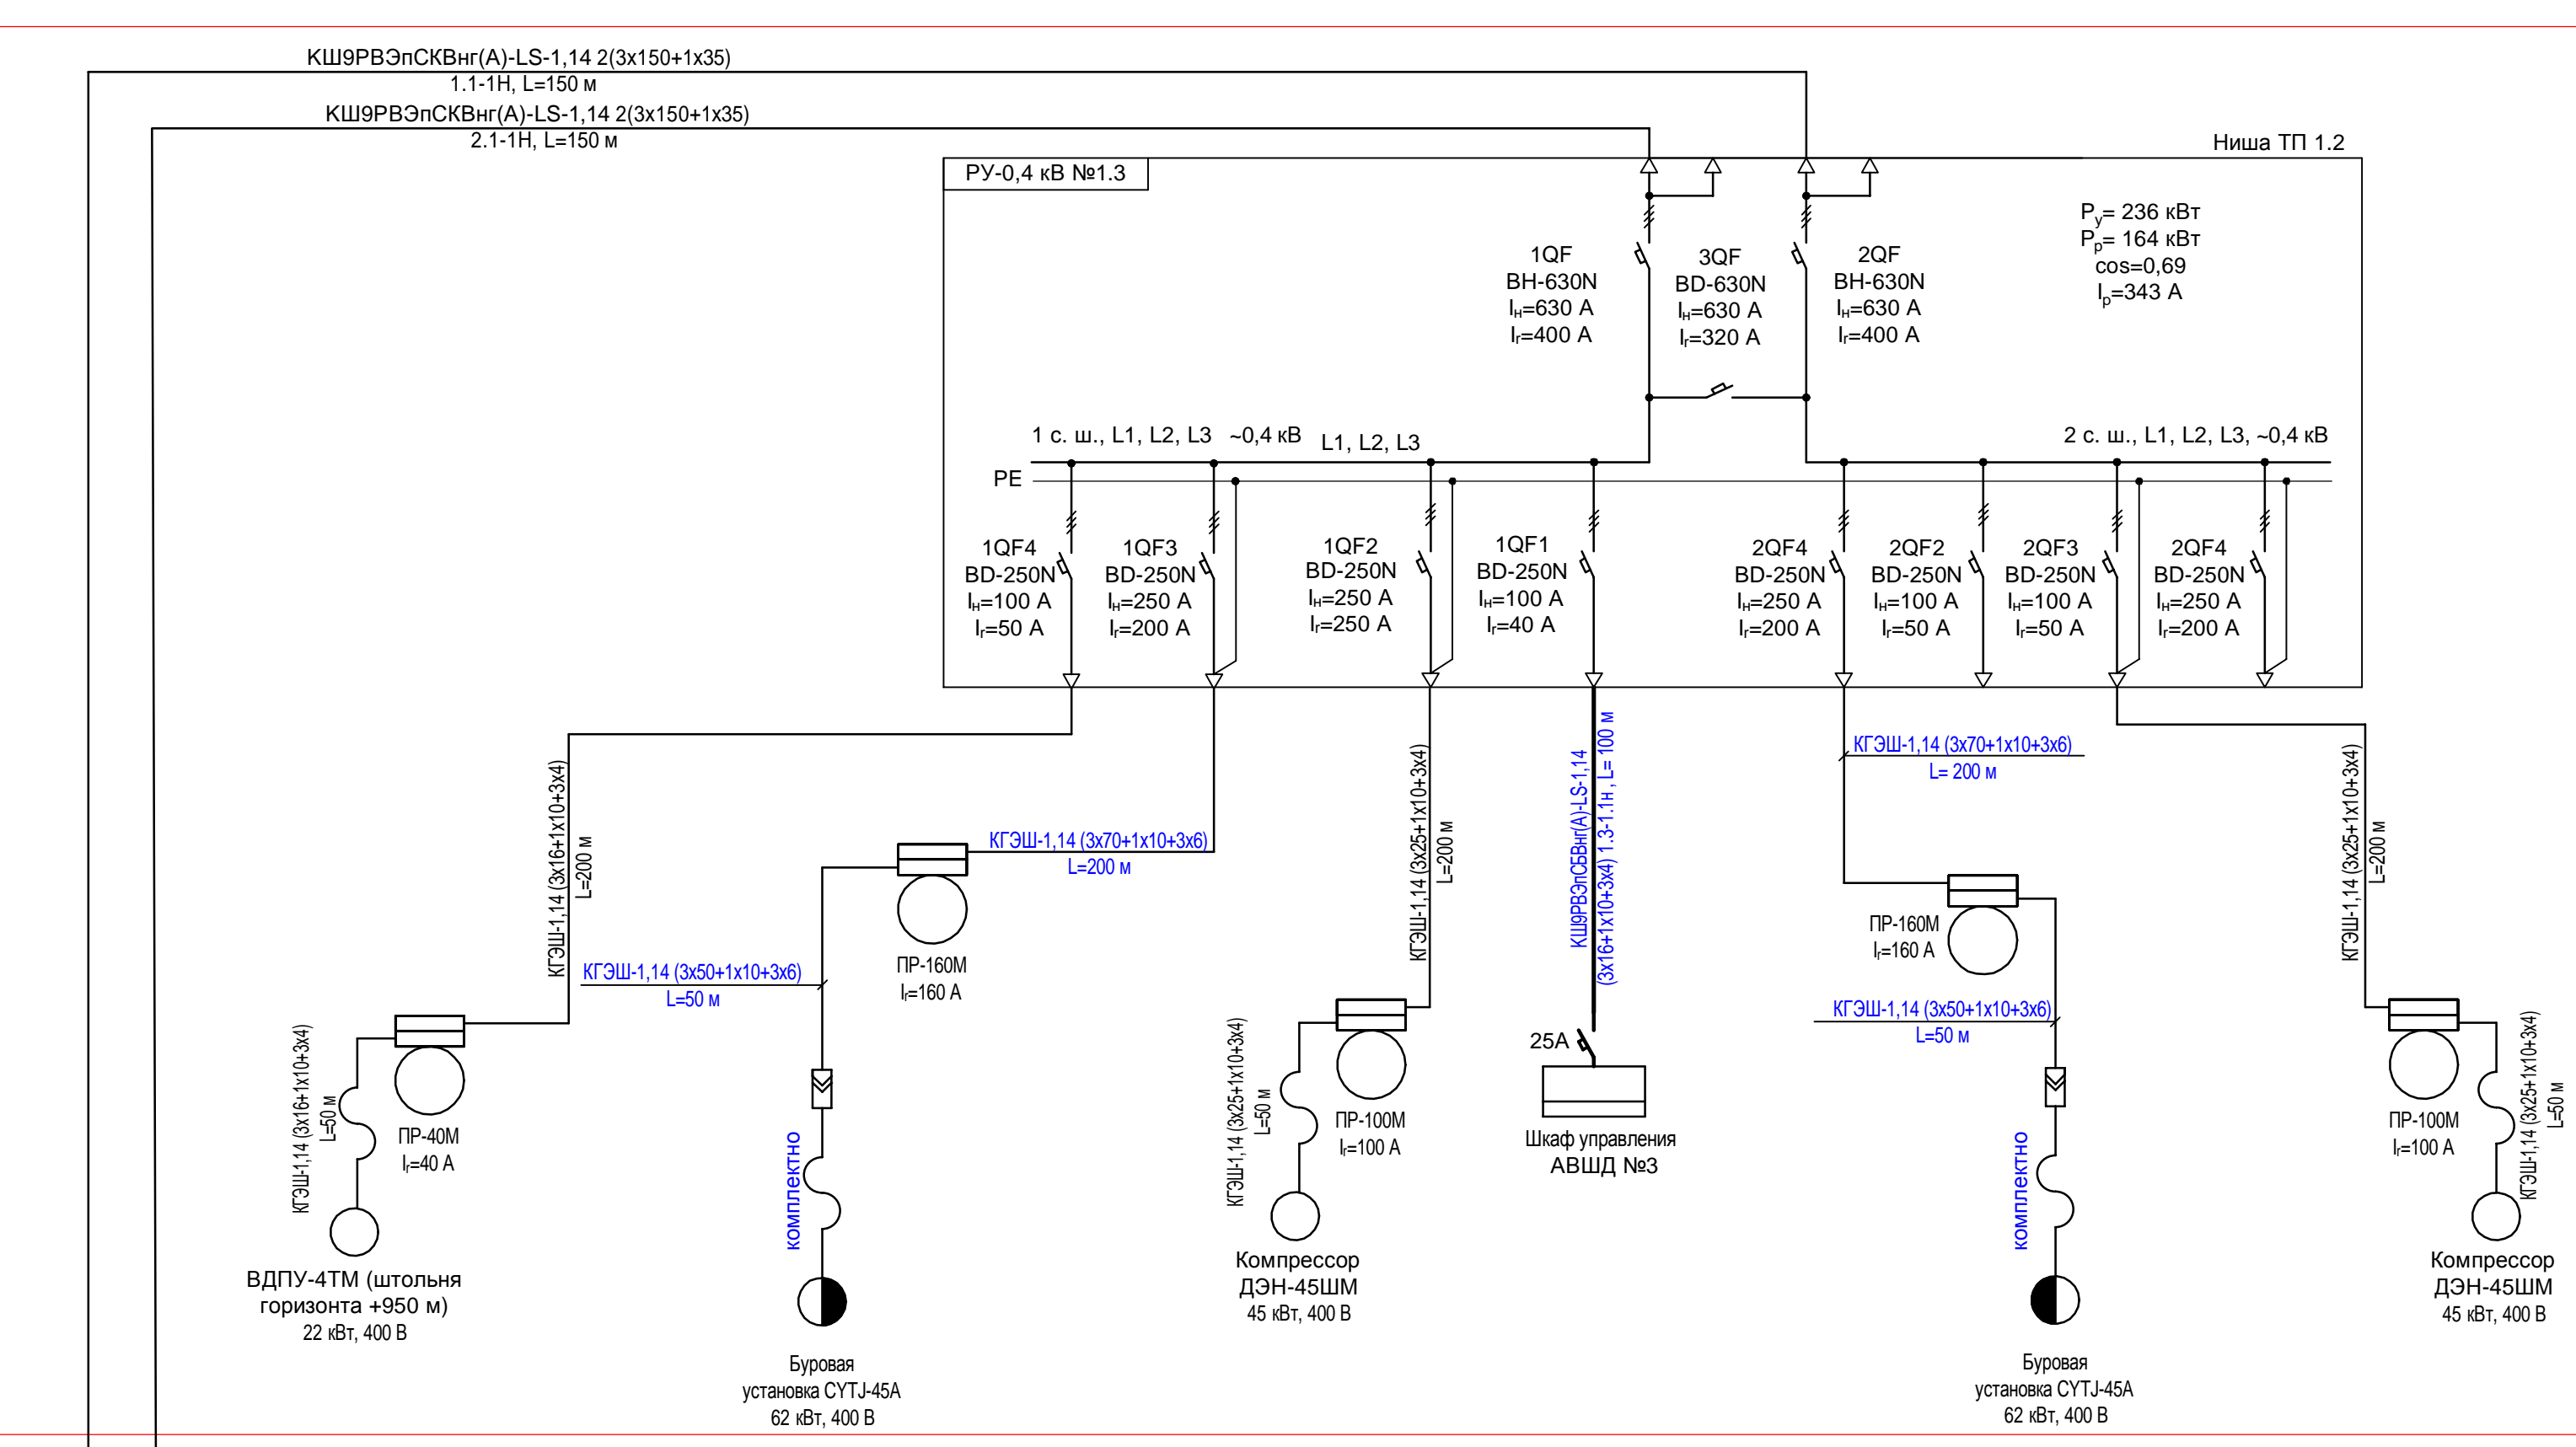 КШ9РВЭпСКВнг(А)-LS-1,14 2(3х150+1х35)
1.1-1Н, L=150 м
КШ9РВЭпСКВнг(А)-LS-1,14 2(3х150+1х35)
2.1-1Н, L=150 м
Ниша ТП 1.2
РУ-0,4 кВ №1.3
Pу= 236 кВт
Pр= 164 кВт
cos=0,69
Iр=343 А
1QF
BH-630N
Iн=630 А
Ir=400 А
3QF
BD-630N
Iн=630 А
Ir=320 А
2QF
BH-630N
Iн=630 А
Ir=400 А
1 с. ш., L1, L2, L3 ~0,4 кВ
L1, L2, L3
2 с. ш., L1, L2, L3, ~0,4 кВ
PE
1QF4
BD-250N
Iн=100 А
Ir=50 А
1QF3
BD-250N
Iн=250 А
Ir=200 А
1QF2
BD-250N
Iн=250 А
Ir=250 А
1QF1
BD-250N
Iн=100 А
Ir=40 А
2QF4
BD-250N
Iн=250 А
Ir=200 А
2QF2
BD-250N
Iн=100 А
Ir=50 А
2QF3
BD-250N
Iн=100 А
Ir=50 А
2QF4
BD-250N
Iн=250 А
Ir=200 А
КГЭШ-1,14 (3х16+1х10+3х4)
L=200 м
КГЭШ-1,14 (3х70+1х10+3х6)
L=200 м
КГЭШ-1,14 (3х25+1х10+3х4)
L=200 м
КШ9РВЭпСБВнг(А)-LS-1,14
(3х16+1х10+3х4) 1.3-1.1н , L= 100 м
КГЭШ-1,14 (3х70+1х10+3х6)
L= 200 м
КГЭШ-1,14 (3х25+1х10+3х4)
L=200 м
КГЭШ-1,14 (3х50+1х10+3х6)
L=50 м
ПР-160М
Ir=160 А
ПР-160М
Ir=160 А
КГЭШ-1,14 (3х50+1х10+3х6)
L=50 м
КГЭШ-1,14 (3х16+1х10+3х4)
L=50 м
ПР-40М
Ir=40 А
комплектно
КГЭШ-1,14 (3х25+1х10+3х4)
L=50 м
ПР-100М
Ir=100 А
25А
Шкаф управления
АВШД №3
комплектно
ПР-100М
Ir=100 А
КГЭШ-1,14 (3х25+1х10+3х4)
L=50 м
ВДПУ-4ТМ (штольня
горизонта +950 м)
22 кВт, 400 В
Буровая
установка CYTJ-45A
62 кВт, 400 В
Компрессор
ДЭН-45ШМ
45 кВт, 400 В
Буровая
установка CYTJ-45A
62 кВт, 400 В
Компрессор
ДЭН-45ШМ
45 кВт, 400 В